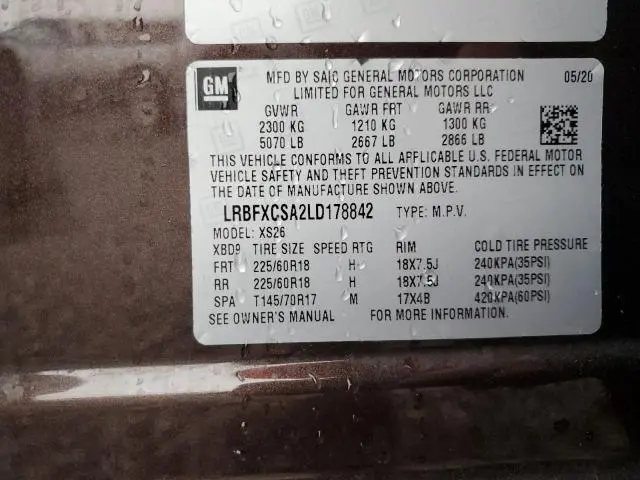 GM
MFD BY SAIC GENERAL MOTORS CORPORATION 05/20
LIMITED FOR GENERAL MOTORS LLC
GVWR GAWR FRT GAWR RR
2300 KG 1210 KG 1300 KG
5070 LB 2667 LB 2866 LB
THIS VEHICLE CONFORMS TO ALL APPLICABLE U.S. FEDERAL MOTOR
VEHICLE SAFETY AND THEFT PREVENTION STANDARDS IN EFFECT ON
THE DATE OF MANUFACTURE SHOWN ABOVE.
LRBFXCSA2LD178842 TYPE: M.P.V.
MODEL: XS26
XBD9 TIRE SIZE SPEED RTG RIM COLD TIRE PRESSURE
FRT 225/60R18 H 18X7.5J 240KPA(35PSI)
RR 225/60R18 H 18X7.5J 240KPA(35PSI)
SPA T145/70R17 M 17X4B 420KPA(60PSI)
SEE OWNER'S MANUAL FOR MORE INFORMATION.